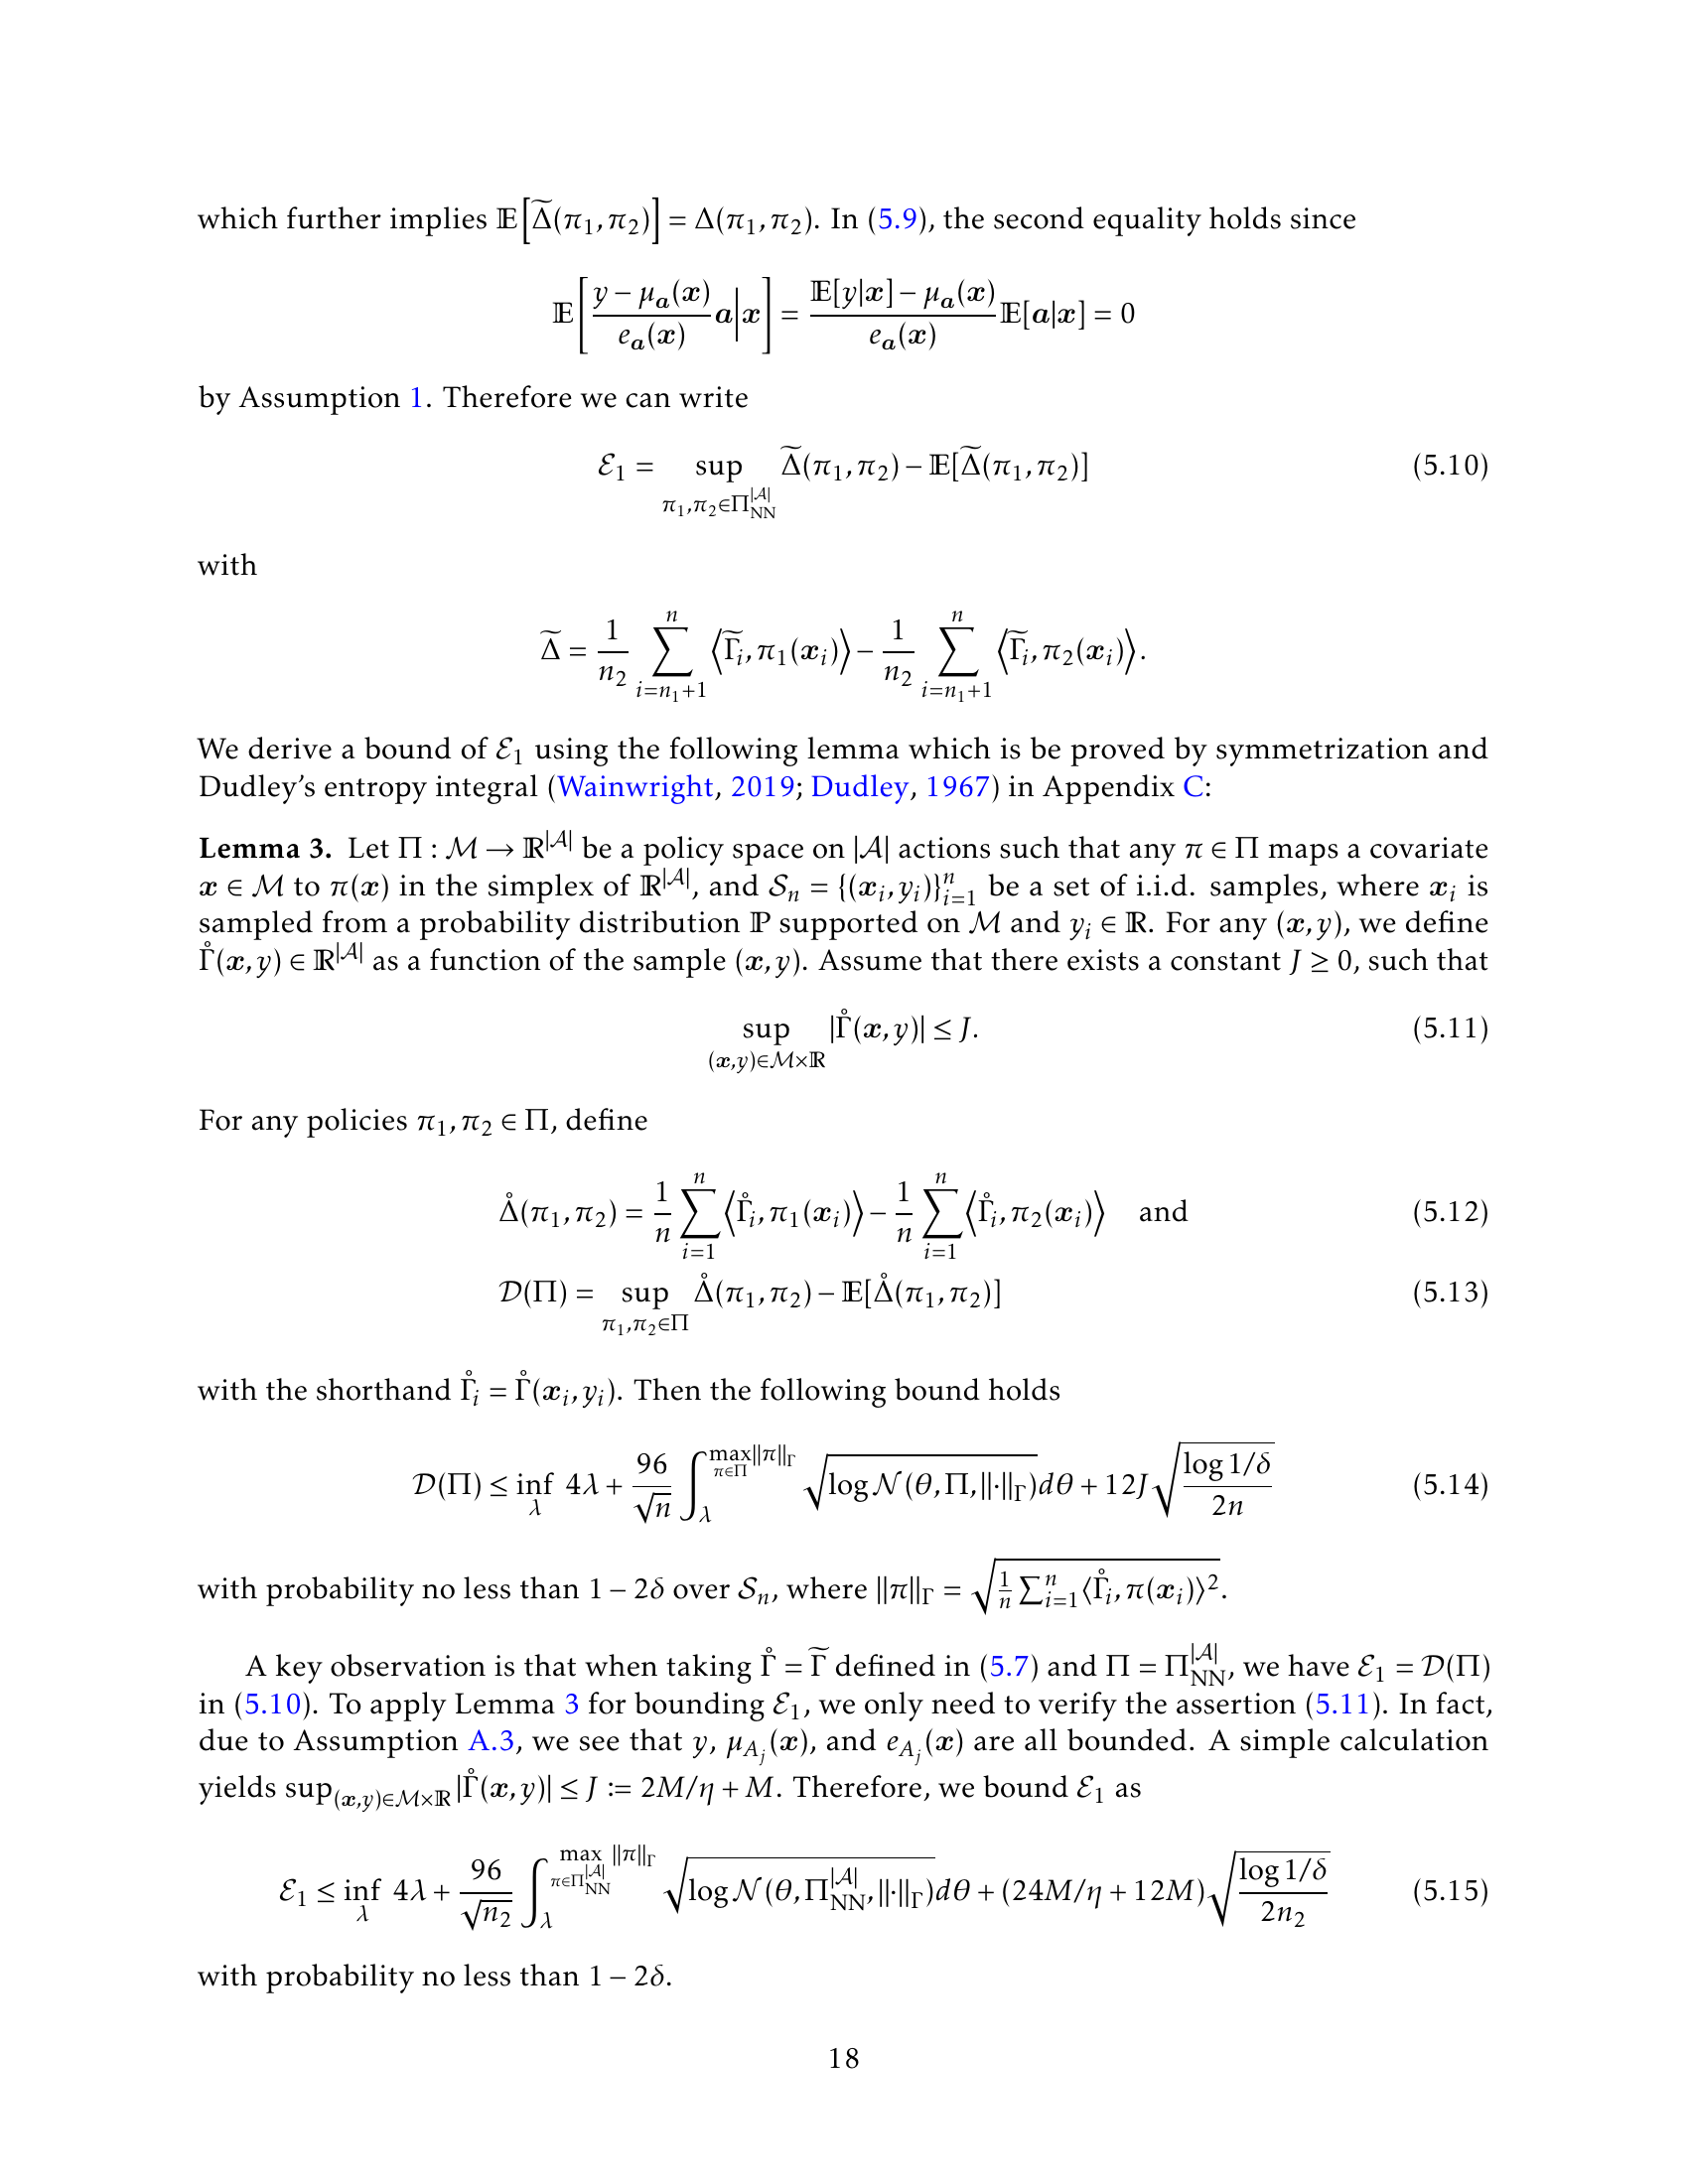 which further implies $\mathbb{E}\left[\widetilde{\Delta}(\pi_1,\pi_2)\right] = \Delta(\pi_1,\pi_2)$. In (5.9), the second equality holds since
$$\mathbb{E}\left[\frac{y-\mu_{\boldsymbol{a}}(\boldsymbol{x})}{e_{\boldsymbol{a}}(\boldsymbol{x})}\boldsymbol{a}\Big|\boldsymbol{x}\right] = \frac{\mathbb{E}[y|\boldsymbol{x}]-\mu_{\boldsymbol{a}}(\boldsymbol{x})}{e_{\boldsymbol{a}}(\boldsymbol{x})}\mathbb{E}[\boldsymbol{a}|\boldsymbol{x}] = 0$$
by Assumption 1. Therefore we can write
$$\mathcal{E}_1 = \sup_{\pi_1,\pi_2\in\Pi_{\mathrm{NN}}^{|\mathcal{A}|}} \widetilde{\Delta}(\pi_1,\pi_2) - \mathbb{E}[\widetilde{\Delta}(\pi_1,\pi_2)] \quad (5.10)$$
with
$$\widetilde{\Delta} = \frac{1}{n_2}\sum_{i=n_1+1}^{n}\left\langle\widetilde{\Gamma}_i,\pi_1(\boldsymbol{x}_i)\right\rangle - \frac{1}{n_2}\sum_{i=n_1+1}^{n}\left\langle\widetilde{\Gamma}_i,\pi_2(\boldsymbol{x}_i)\right\rangle.$$
We derive a bound of $\mathcal{E}_1$ using the following lemma which is be proved by symmetrization and
Dudley's entropy integral (Wainwright, 2019; Dudley, 1967) in Appendix C:
**Lemma 3.** Let $\Pi : \mathcal{M} \to \mathbb{R}^{|\mathcal{A}|}$ be a policy space on $|\mathcal{A}|$ actions such that any $\pi \in \Pi$ maps a covariate
$\boldsymbol{x} \in \mathcal{M}$ to $\pi(\boldsymbol{x})$ in the simplex of $\mathbb{R}^{|\mathcal{A}|}$, and $\mathcal{S}_n = \{(\boldsymbol{x}_i,y_i)\}_{i=1}^n$ be a set of i.i.d. samples, where $\boldsymbol{x}_i$ is
sampled from a probability distribution $\mathbb{P}$ supported on $\mathcal{M}$ and $y_i \in \mathbb{R}$. For any $(\boldsymbol{x},y)$, we define
$\mathring{\Gamma}(\boldsymbol{x},y) \in \mathbb{R}^{|\mathcal{A}|}$ as a function of the sample $(\boldsymbol{x},y)$. Assume that there exists a constant $J \geq 0$, such that
$$\sup_{(\boldsymbol{x},y)\in\mathcal{M}\times\mathbb{R}} |\mathring{\Gamma}(\boldsymbol{x},y)| \leq J. \quad (5.11)$$
For any policies $\pi_1,\pi_2 \in \Pi$, define
$$\mathring{\Delta}(\pi_1,\pi_2) = \frac{1}{n}\sum_{i=1}^{n}\left\langle\mathring{\Gamma}_i,\pi_1(\boldsymbol{x}_i)\right\rangle - \frac{1}{n}\sum_{i=1}^{n}\left\langle\mathring{\Gamma}_i,\pi_2(\boldsymbol{x}_i)\right\rangle \quad \text{and} \quad (5.12)$$
$$\mathcal{D}(\Pi) = \sup_{\pi_1,\pi_2\in\Pi} \mathring{\Delta}(\pi_1,\pi_2) - \mathbb{E}[\mathring{\Delta}(\pi_1,\pi_2)] \quad (5.13)$$
with the shorthand $\mathring{\Gamma}_i = \mathring{\Gamma}(\boldsymbol{x}_i,y_i)$. Then the following bound holds
$$\mathcal{D}(\Pi) \leq \inf_{\lambda} 4\lambda + \frac{96}{\sqrt{n}}\int_{\lambda}^{\max_{\pi\in\Pi}\|\pi\|_\Gamma}\sqrt{\log\mathcal{N}(\theta,\Pi,\|\cdot\|_\Gamma)}d\theta + 12J\sqrt{\frac{\log 1/\delta}{2n}} \quad (5.14)$$
with probability no less than $1-2\delta$ over $\mathcal{S}_n$, where $\|\pi\|_\Gamma = \sqrt{\frac{1}{n}\sum_{i=1}^n\langle\mathring{\Gamma}_i,\pi(\boldsymbol{x}_i)\rangle^2}$.
A key observation is that when taking $\mathring{\Gamma} = \widetilde{\Gamma}$ defined in (5.7) and $\Pi = \Pi_{\mathrm{NN}}^{|\mathcal{A}|}$, we have $\mathcal{E}_1 = \mathcal{D}(\Pi)$
in (5.10). To apply Lemma 3 for bounding $\mathcal{E}_1$, we only need to verify the assertion (5.11). In fact,
due to Assumption A.3, we see that $y$, $\mu_{A_j}(\boldsymbol{x})$, and $e_{A_j}(\boldsymbol{x})$ are all bounded. A simple calculation
yields $\sup_{(\boldsymbol{x},y)\in\mathcal{M}\times\mathbb{R}}|\mathring{\Gamma}(\boldsymbol{x},y)| \leq J := 2M/\eta + M$. Therefore, we bound $\mathcal{E}_1$ as
$$\mathcal{E}_1 \leq \inf_{\lambda} 4\lambda + \frac{96}{\sqrt{n_2}}\int_{\lambda}^{\max_{\pi\in\Pi_{\mathrm{NN}}^{|\mathcal{A}|}}\|\pi\|_\Gamma}\sqrt{\log\mathcal{N}(\theta,\Pi_{\mathrm{NN}}^{|\mathcal{A}|},\|\cdot\|_\Gamma)}d\theta + (24M/\eta + 12M)\sqrt{\frac{\log 1/\delta}{2n_2}} \quad (5.15)$$
with probability no less than $1-2\delta$.
18